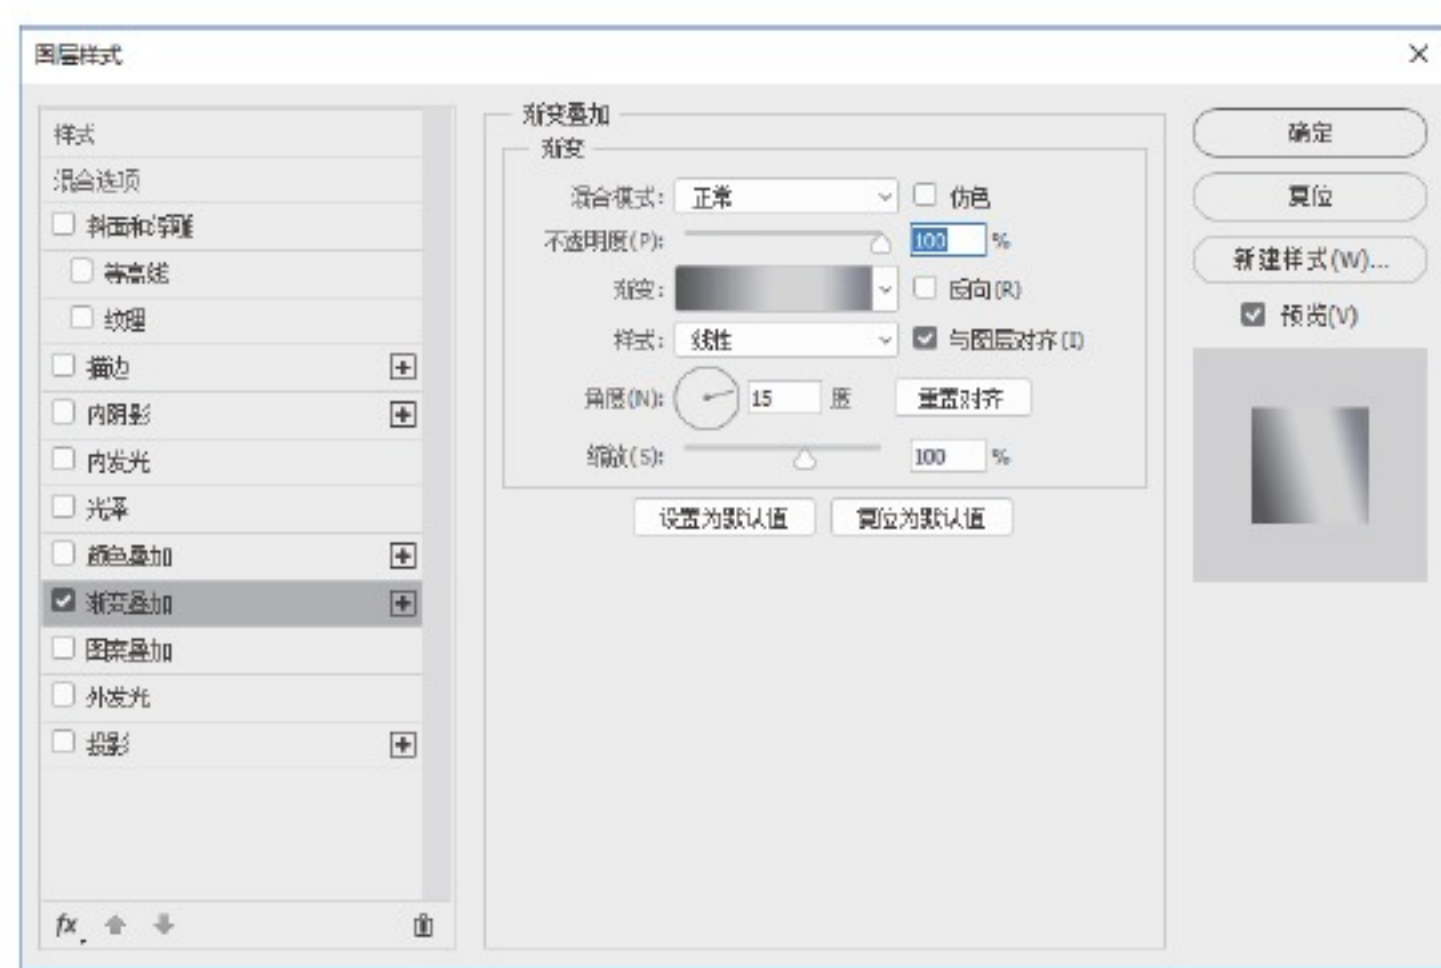 图层样式
样式
混合选项
斜面和浮雕
等高线
纹理
描边
内阴影
内发光
光泽
颜色叠加
渐变叠加
图案叠加
外发光
投影
fx
渐变叠加
渐变
混合模式: 正常 仿色
不透明度(P): 100 %
渐变: 反向(R)
样式: 线性 与图层对齐(I)
角度(N): 15 度 重置对齐
缩放(S): 100 %
设置为默认值 复位为默认值
确定
复位
新建样式(W)...
预览(V)